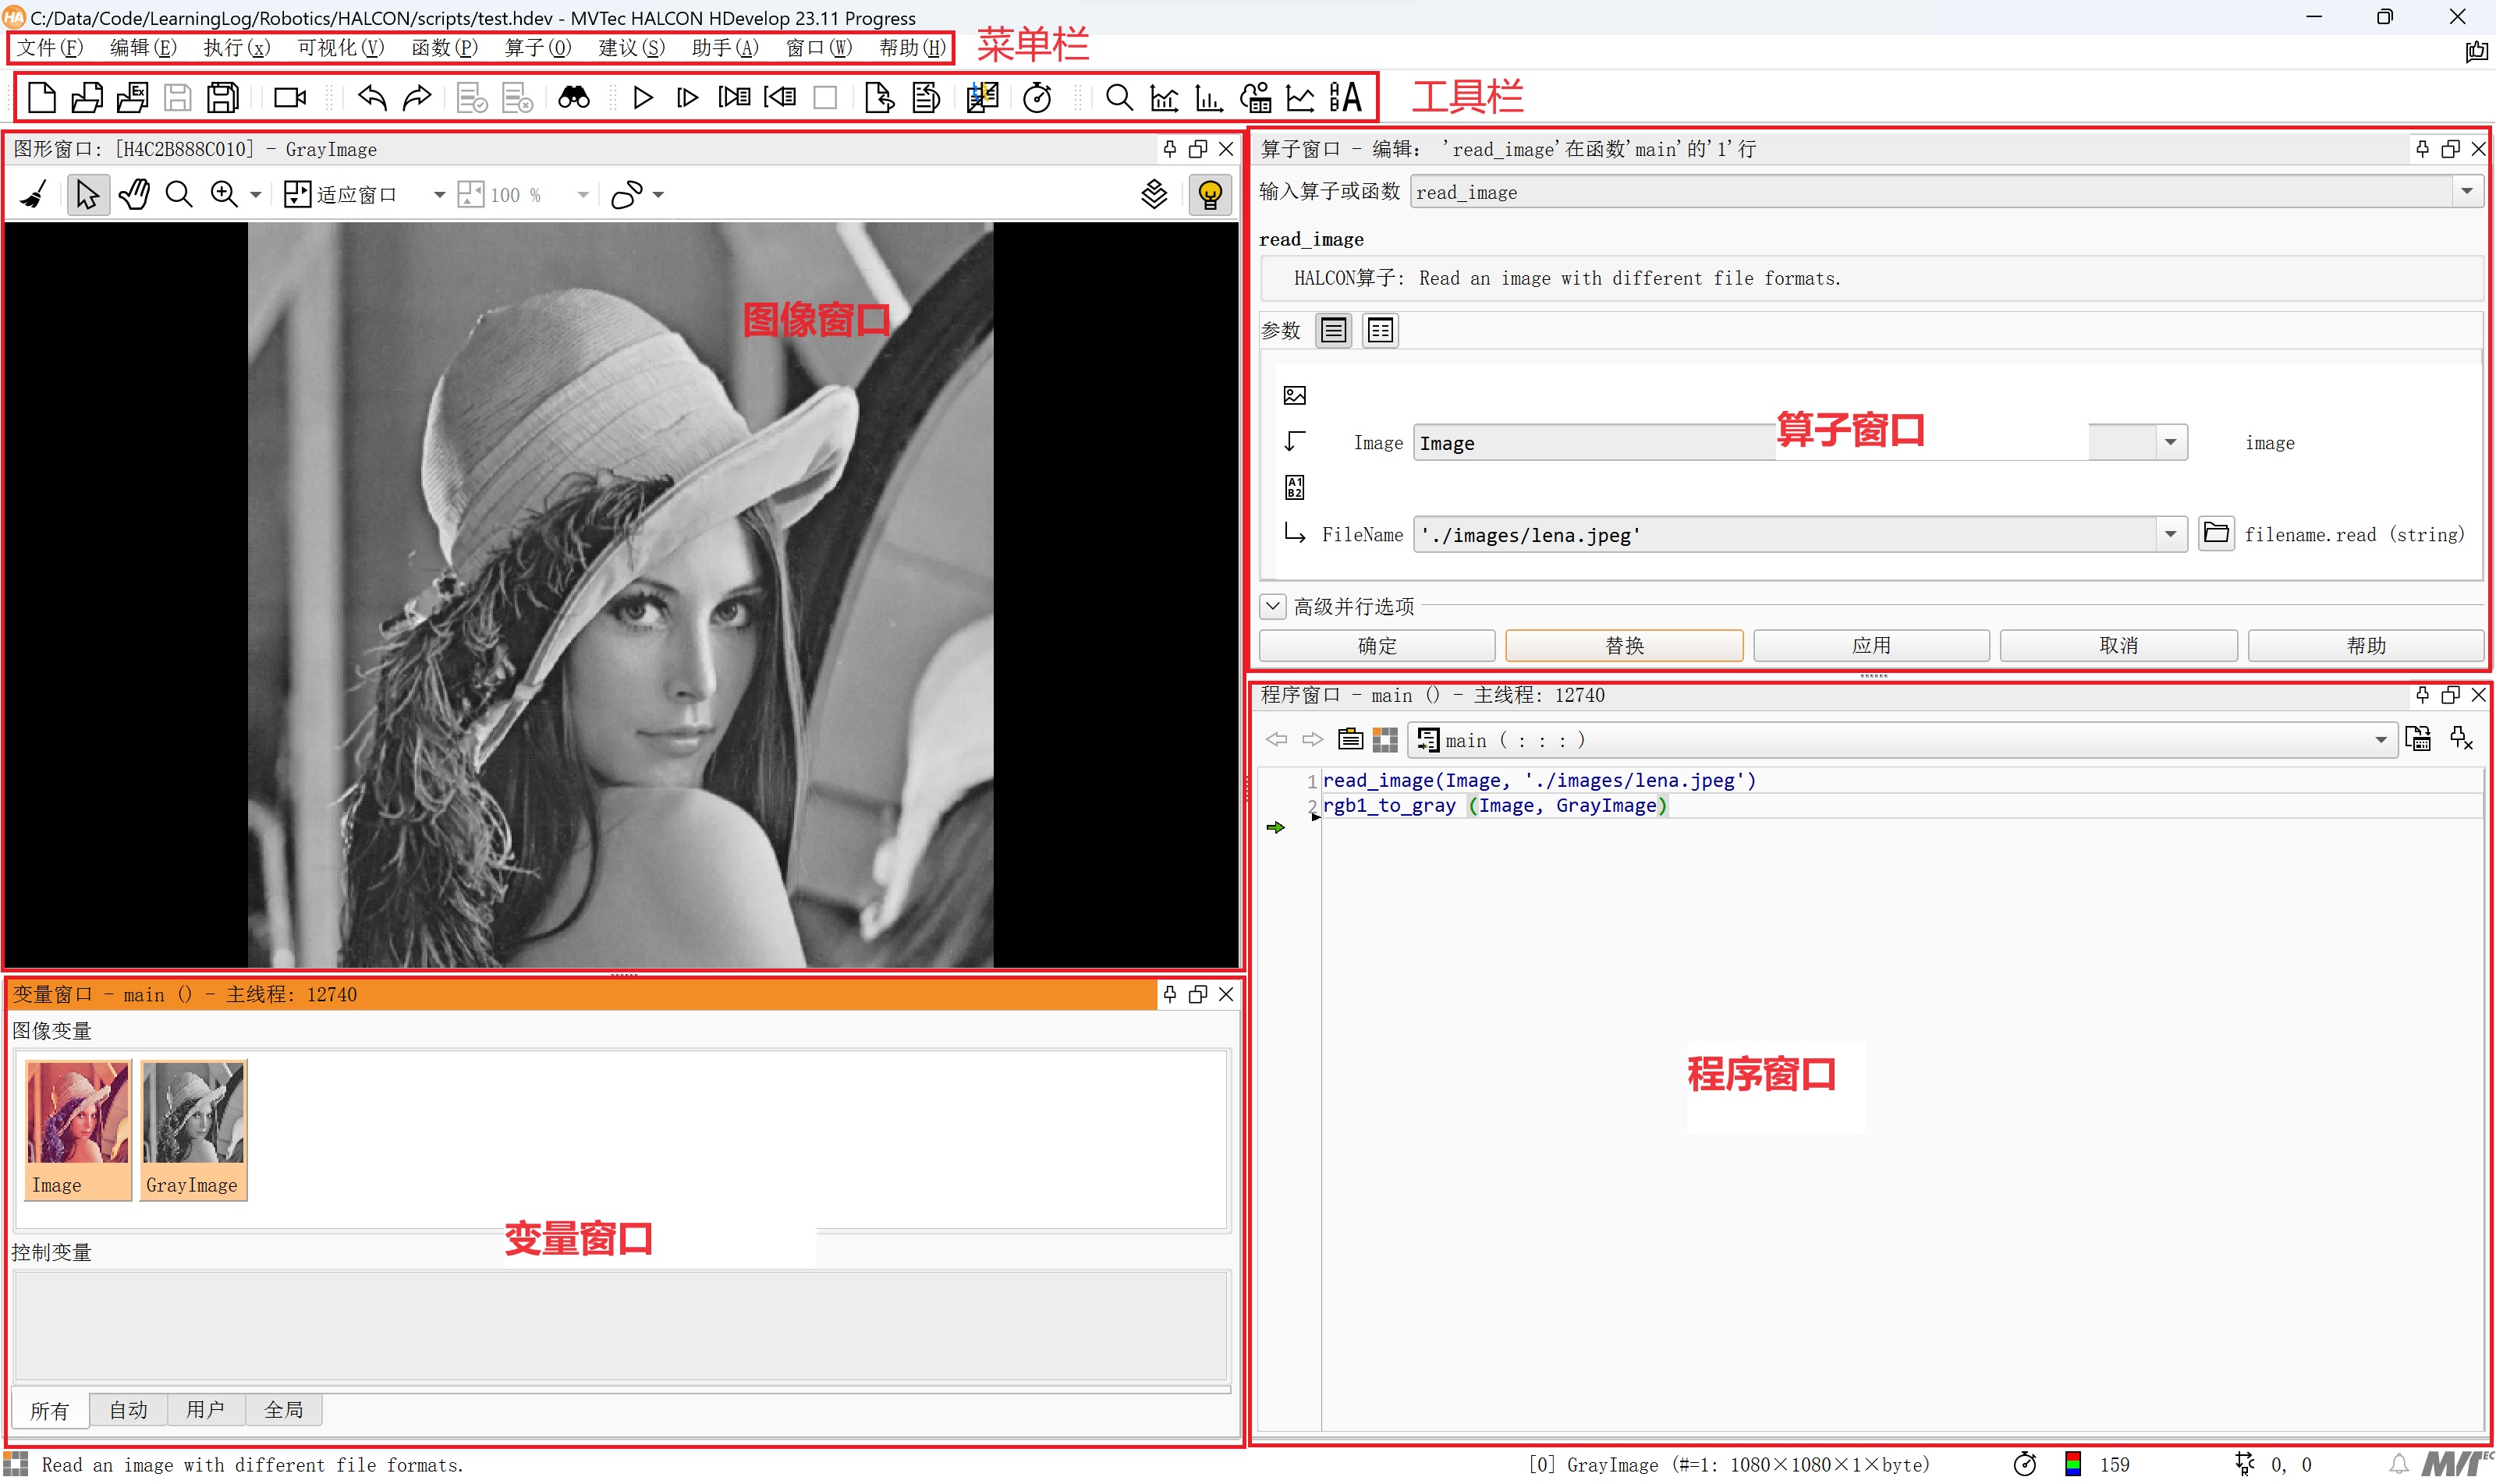 C:/Data/Code/LearningLog/Robotics/HALCON/scripts/test.hdev - MVTec HALCON HDevelop 23.11 Progress
文件(F) 编辑(E) 执行(x) 可视化(V) 函数(P) 算子(O) 建议(S) 助手(A) 窗口(W) 帮助(H) 菜单栏
工具栏
图形窗口: [H4C2B888C010] - GrayImage
适应窗口 100 %
图像窗口
算子窗口 - 编辑: 'read_image'在函数'main'的'1'行
输入算子或函数 read_image
read_image
HALCON算子: Read an image with different file formats.
参数
算子窗口
Image Image image
FileName './images/lena.jpeg' filename.read (string)
高级并行选项
确定 替换 应用 取消 帮助
程序窗口 - main () - 主线程: 12740
main ( : : : )
1 read_image(Image, './images/lena.jpeg')
2 rgb1_to_gray (Image, GrayImage)
程序窗口
变量窗口 - main () - 主线程: 12740
图像变量
Image GrayImage
变量窗口
控制变量
所有 自动 用户 全局
Read an image with different file formats. [0] GrayImage (#=1: 1080×1080×1×byte) 159 0, 0 MVTEC